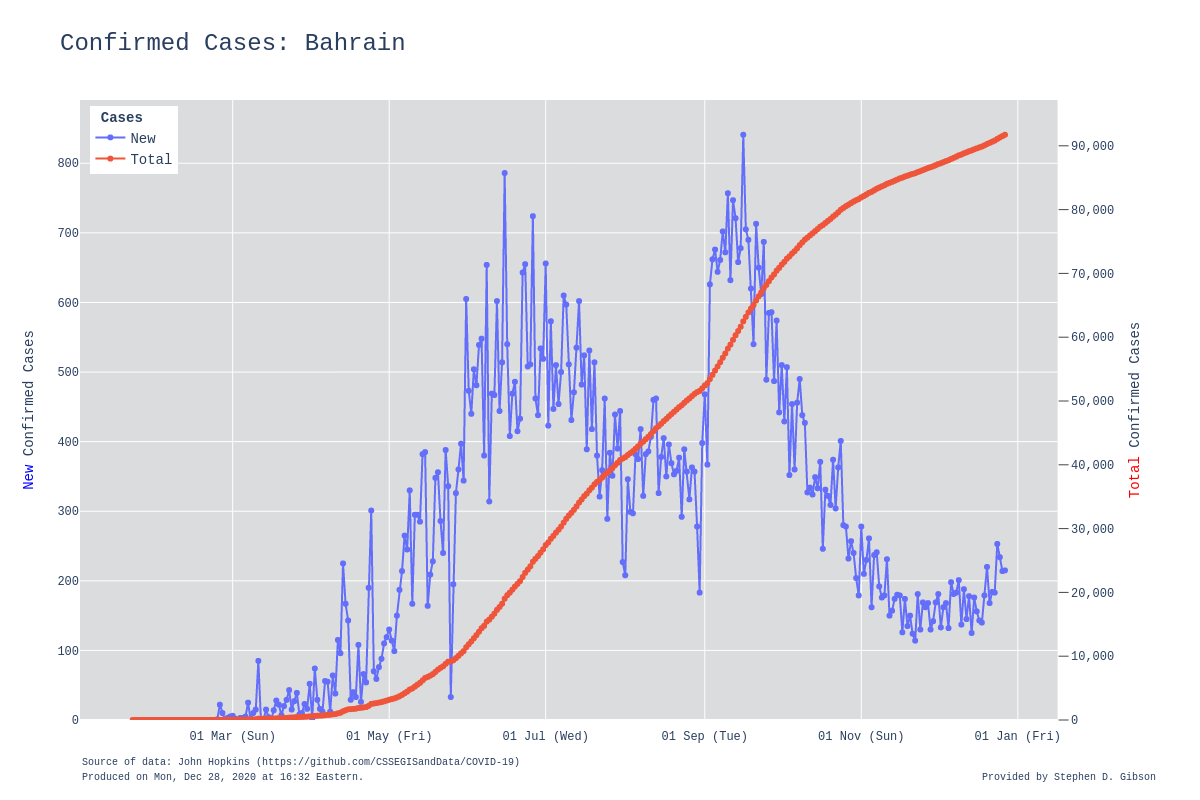 Confirmed Cases: Bahrain
Cases
New
Total
800
700
600
500
400
300
200
100
0
New Confirmed Cases
90,000
80,000
70,000
60,000
50,000
40,000
30,000
20,000
10,000
0
Total Confirmed Cases
01 Mar (Sun) 01 May (Fri) 01 Jul (Wed) 01 Sep (Tue) 01 Nov (Sun) 01 Jan (Fri)
Source of data: John Hopkins (https://github.com/CSSEGISandData/COVID-19)
Produced on Mon, Dec 28, 2020 at 16:32 Eastern.
Provided by Stephen D. Gibson